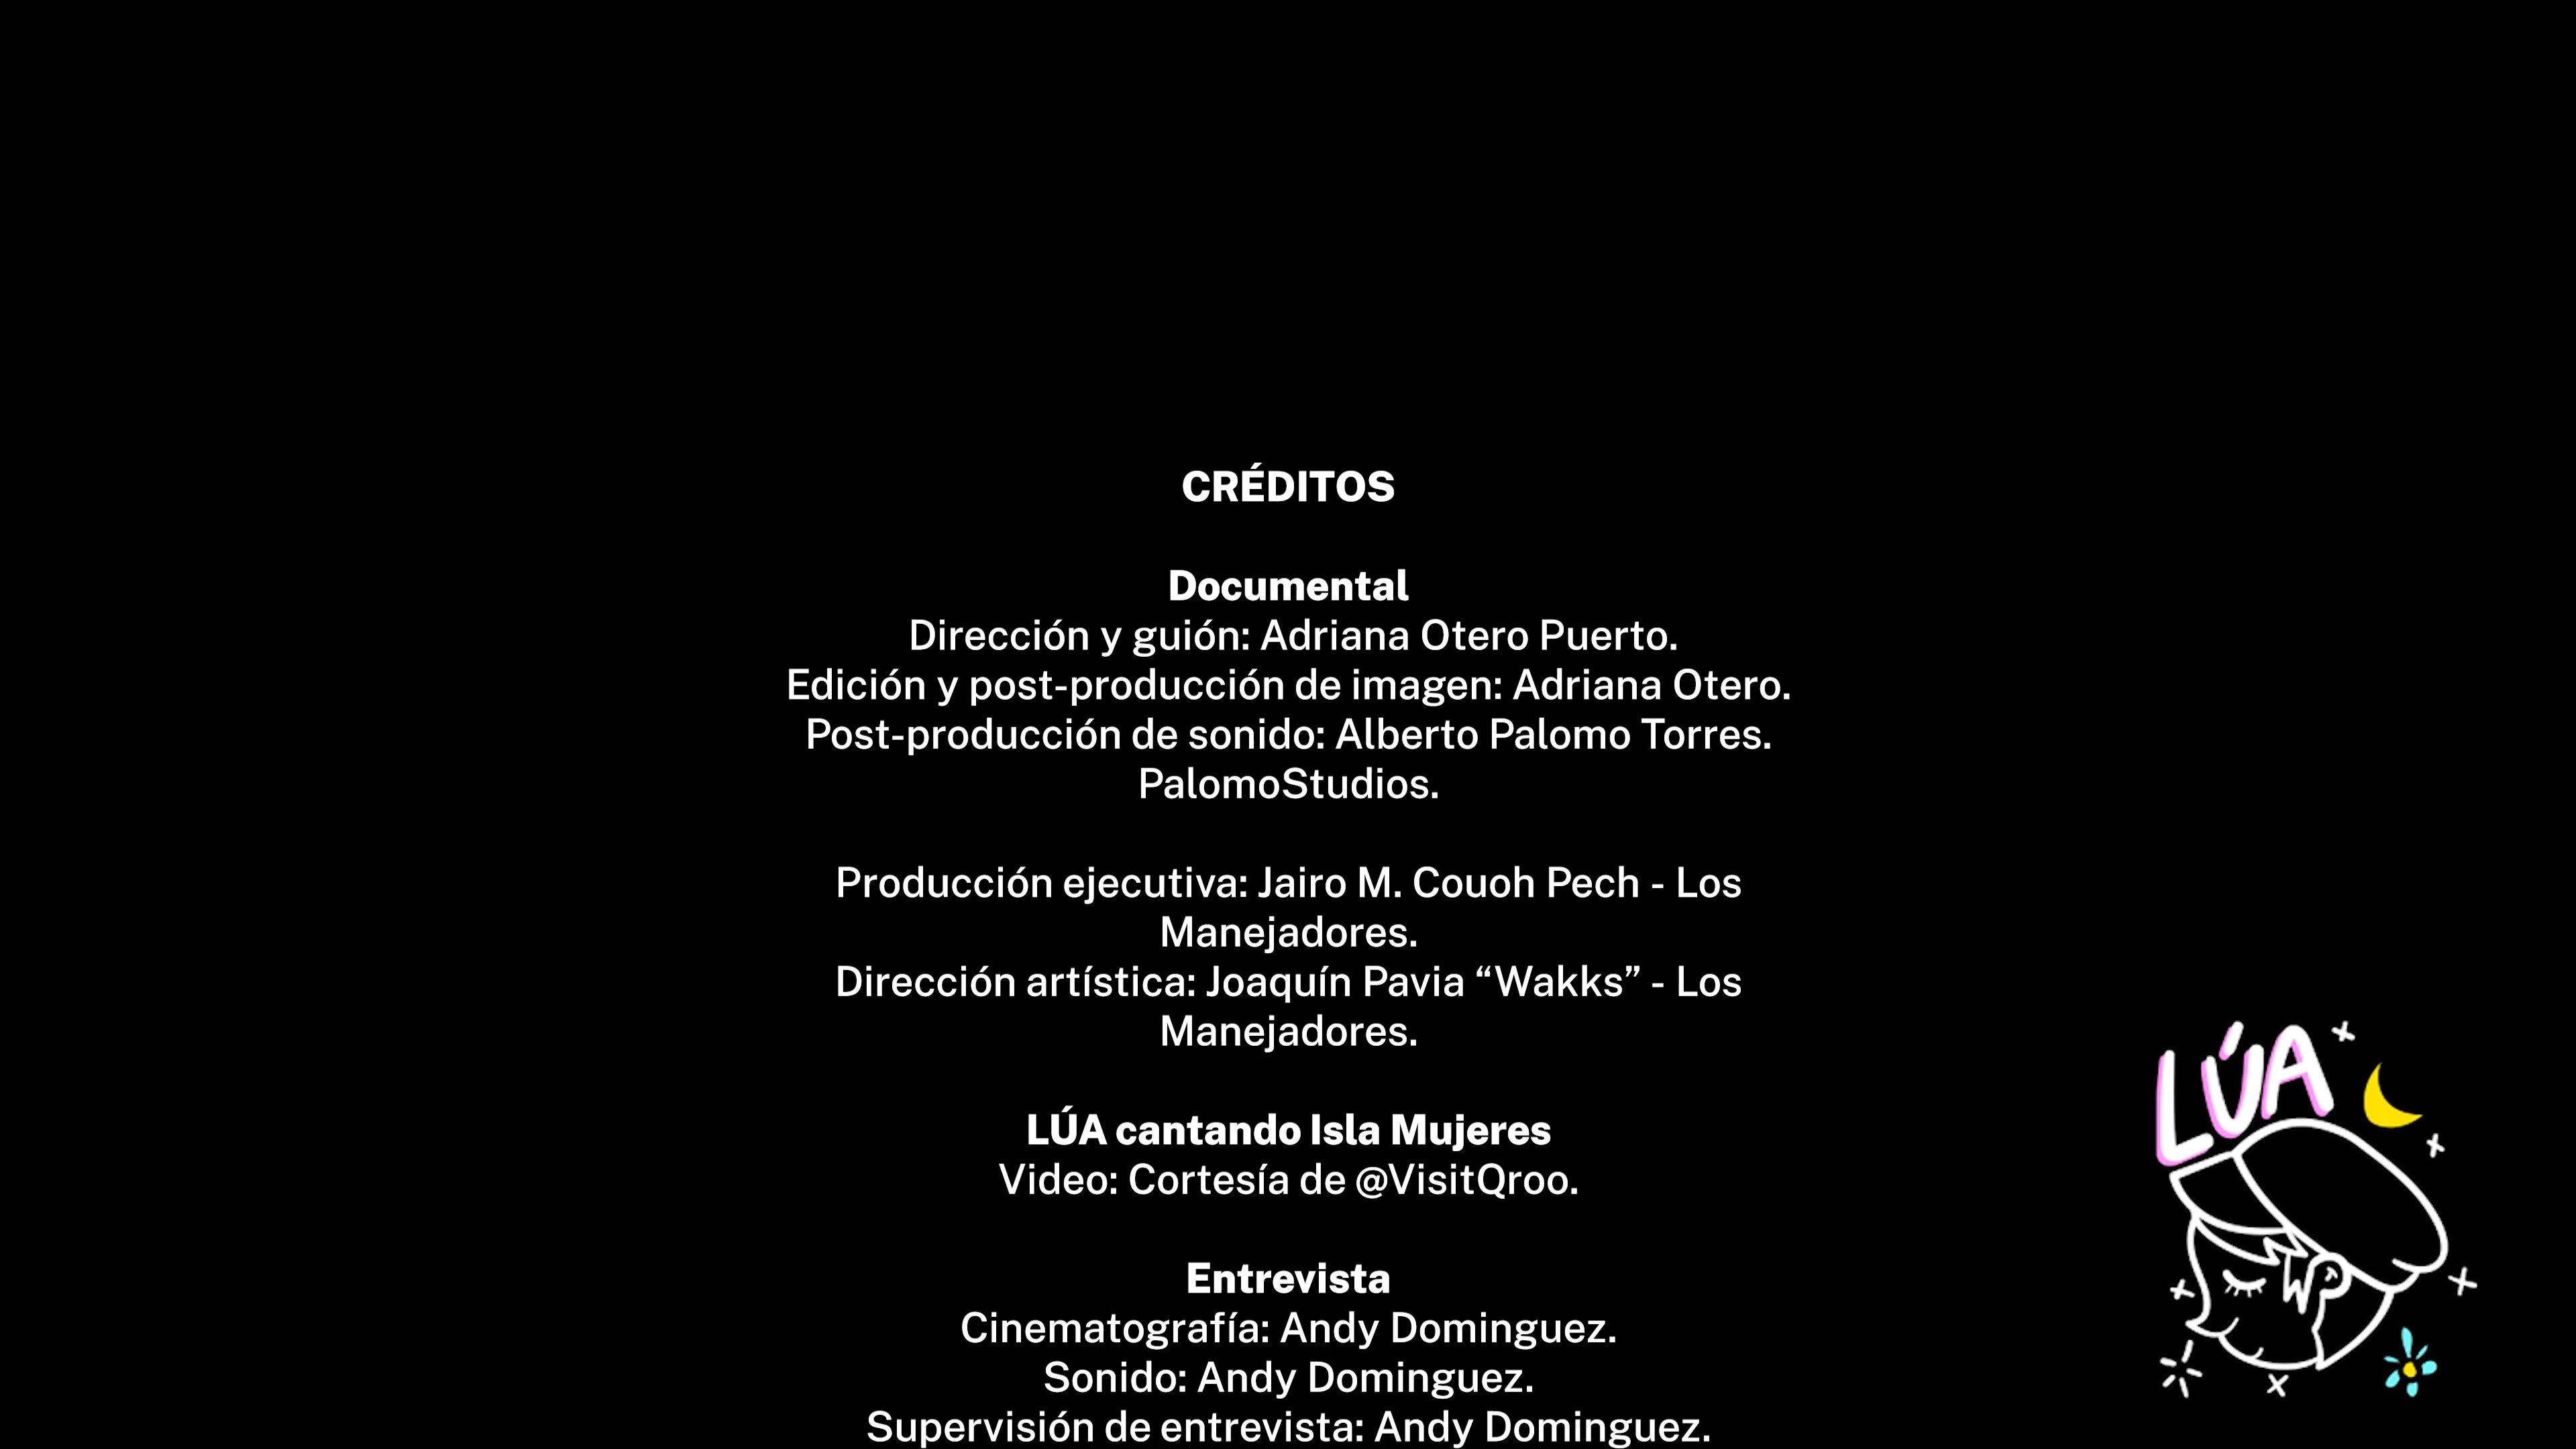 CRÉDITOS
Documental
Dirección y guión: Adriana Otero Puerto.
Edición y post-producción de imagen: Adriana Otero.
Post-producción de sonido: Alberto Palomo Torres.
PalomoStudios.
Producción ejecutiva: Jairo M. Couoh Pech - Los
Manejadores.
Dirección artística: Joaquín Pavia “Wakks” - Los
Manejadores.
LÚA cantando Isla Mujeres
Video: Cortesía de @VisitQroo.
Entrevista
Cinematografía: Andy Dominguez.
Sonido: Andy Dominguez.
Supervisión de entrevista: Andy Dominguez.
LÚA